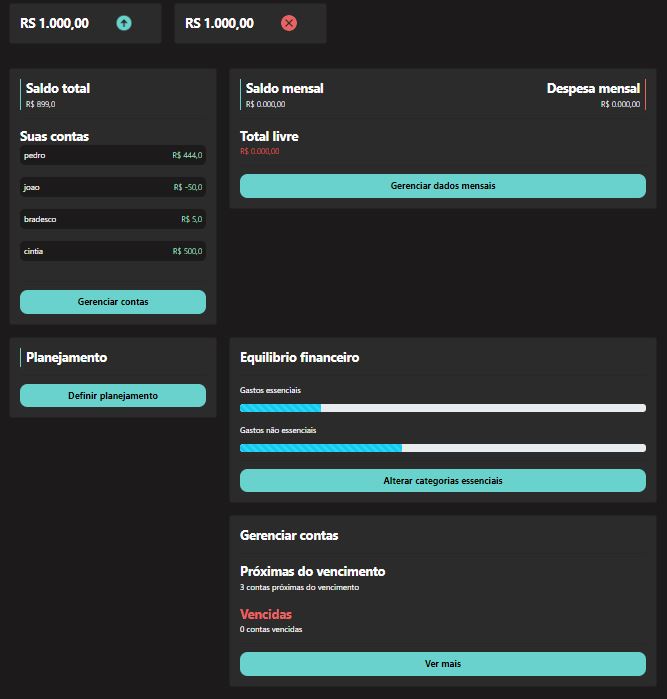 R$ 1.000,00
R$ 1.000,00
Saldo total
R$ 899,0
Suas contas
pedro R$ 444,0
joao R$ -50,0
bradesco R$ 5,0
cintia R$ 500,0
Gerenciar contas
Saldo mensal
R$ 0.000,00
Despesa mensal
R$ 0.000,00
Total livre
R$ 0.000,00
Gerenciar dados mensais
Planejamento
Definir planejamento
Equilibrio financeiro
Gastos essenciais
Gastos não essenciais
Alterar categorias essenciais
Gerenciar contas
Próximas do vencimento
3 contas próximas do vencimento
Vencidas
0 contas vencidas
Ver mais